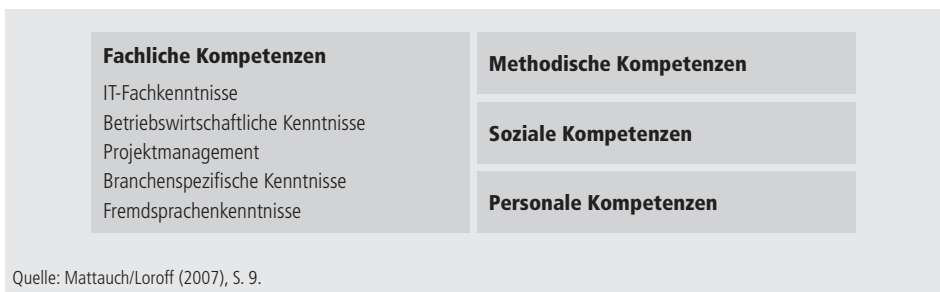 Fachliche Kompetenzen
IT-Fachkenntnisse
Betriebswirtschaftliche Kenntnisse
Projektmanagement
Branchenspezifische Kenntnisse
Fremdsprachenkenntnisse
Methodische Kompetenzen
Soziale Kompetenzen
Personale Kompetenzen
Quelle: Mattauch/Loroff (2007), S. 9.